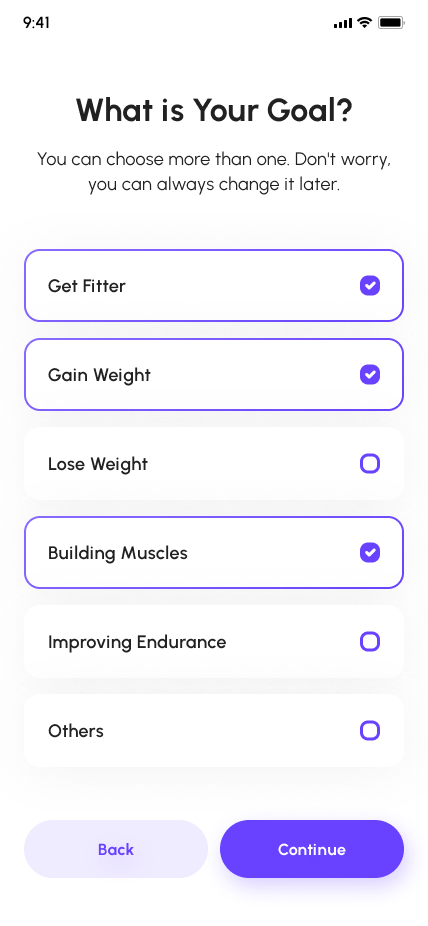 9:41
What is Your Goal?
You can choose more than one. Don't worry,
you can always change it later.
Get Fitter
Gain Weight
Lose Weight
Building Muscles
Improving Endurance
Others
Back
Continue